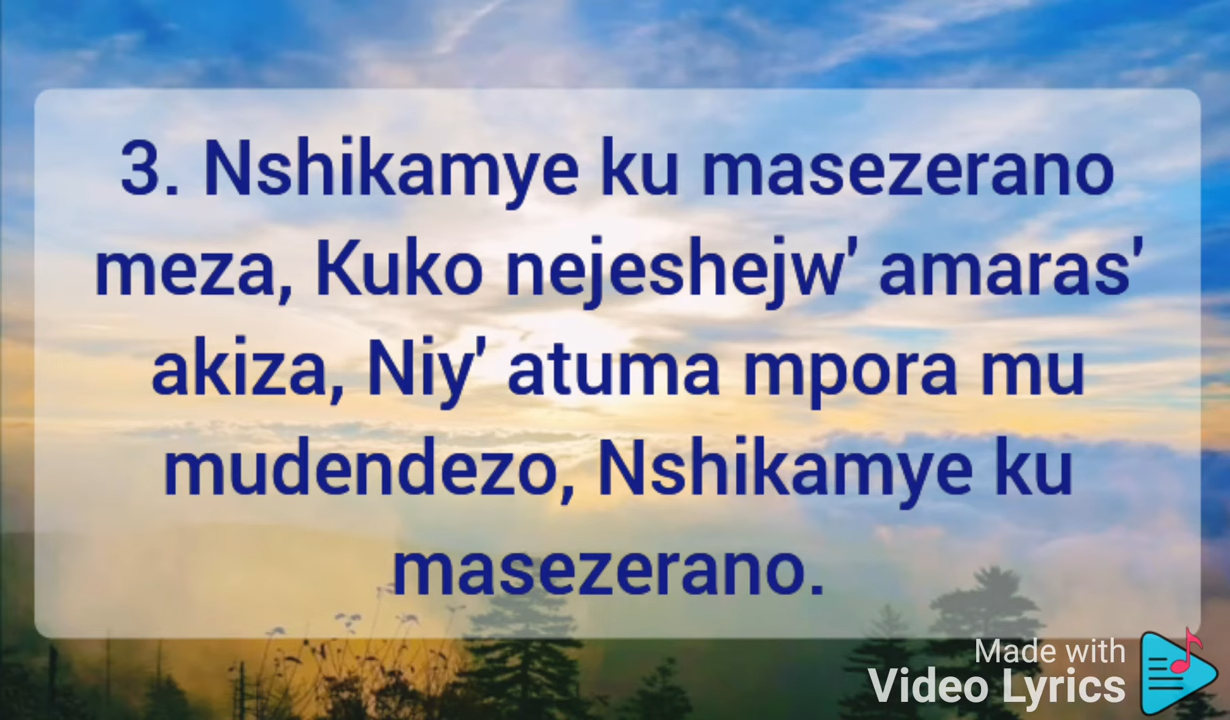 3. Nshikamye ku masezerano
meza, Kuko nejeshejw' amaras'
akiza, Niy' atuma mpora mu
mudendezo, Nshikamye ku
masezerano.
Made with
Video Lyrics